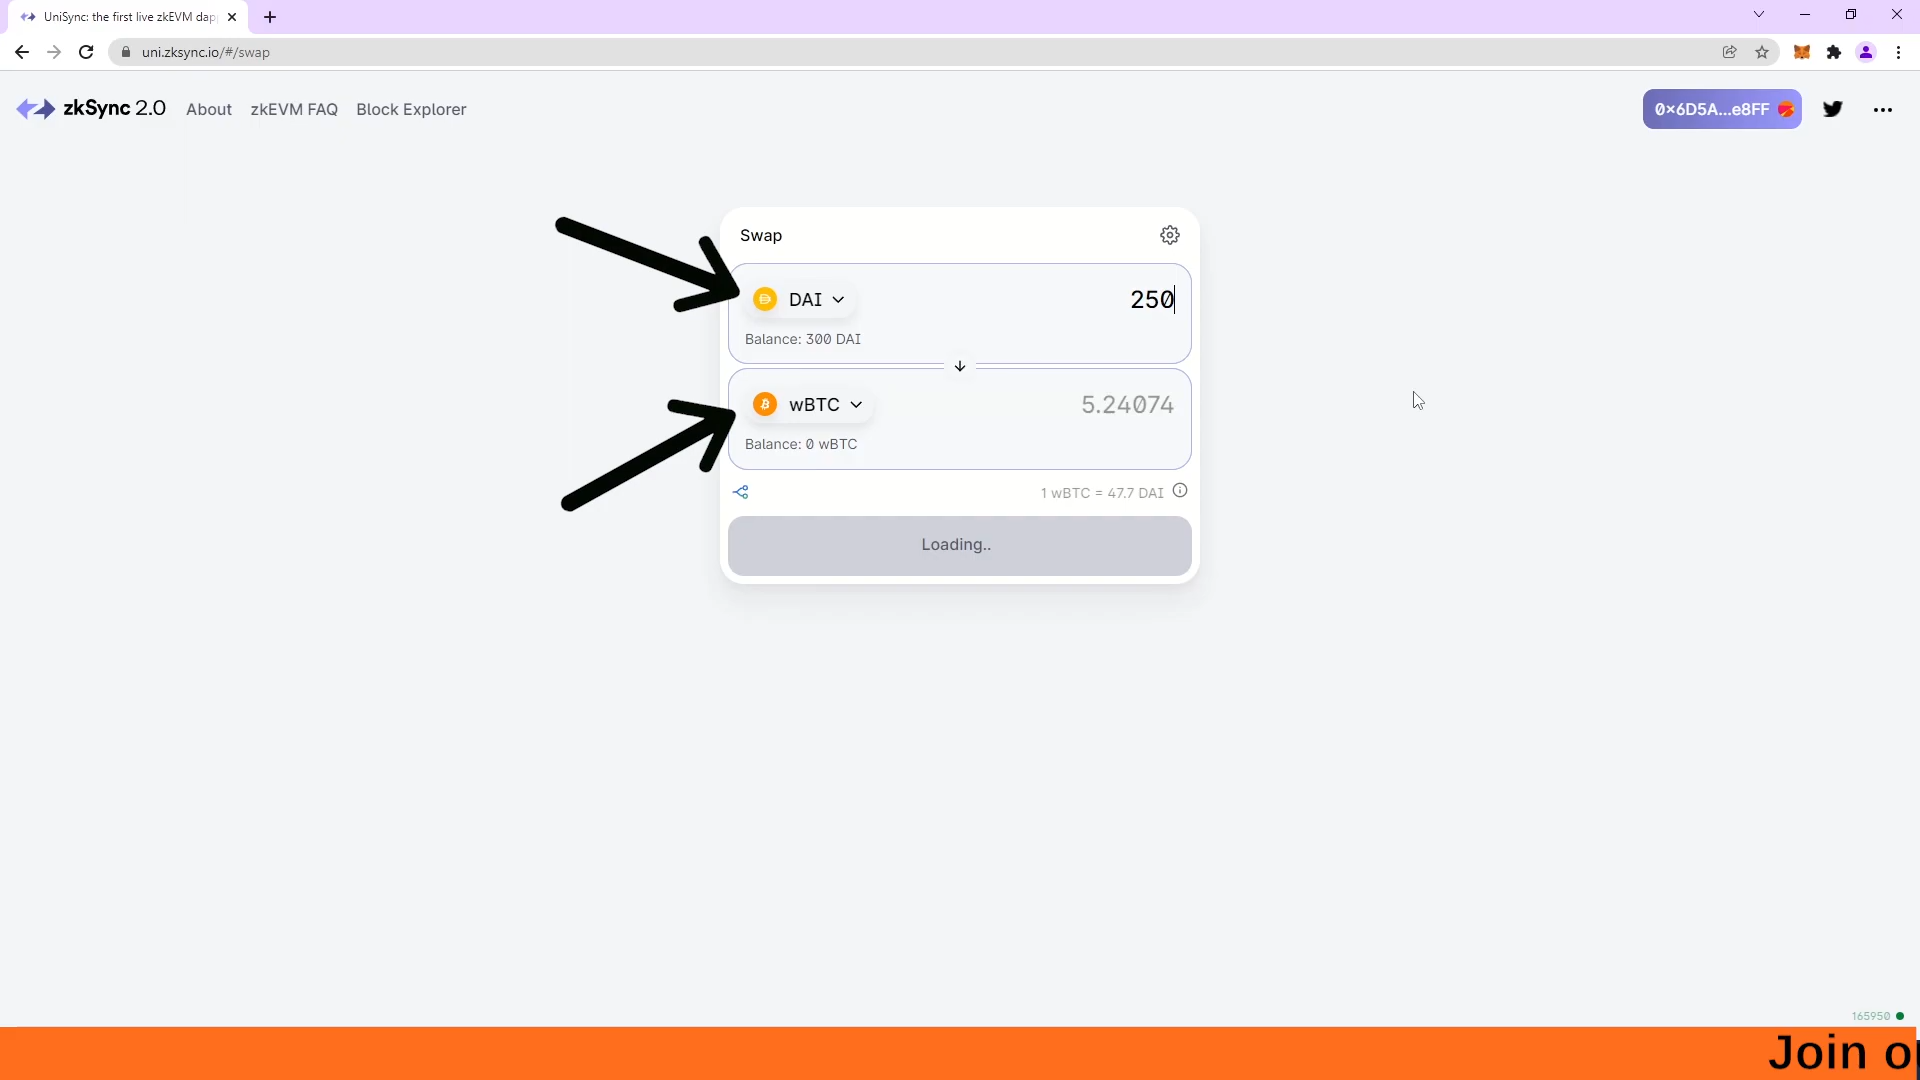 UniSync: the first live zkEVM dap
uni.zksync.io/#/swap
zkSync 2.0 About zkEVM FAQ Block Explorer 0×6D5A...e8FF
Swap
DAI 250
Balance: 300 DAI
wBTC 5.24074
Balance: 0 wBTC
1 wBTC = 47.7 DAI
Loading..
165950
Join o